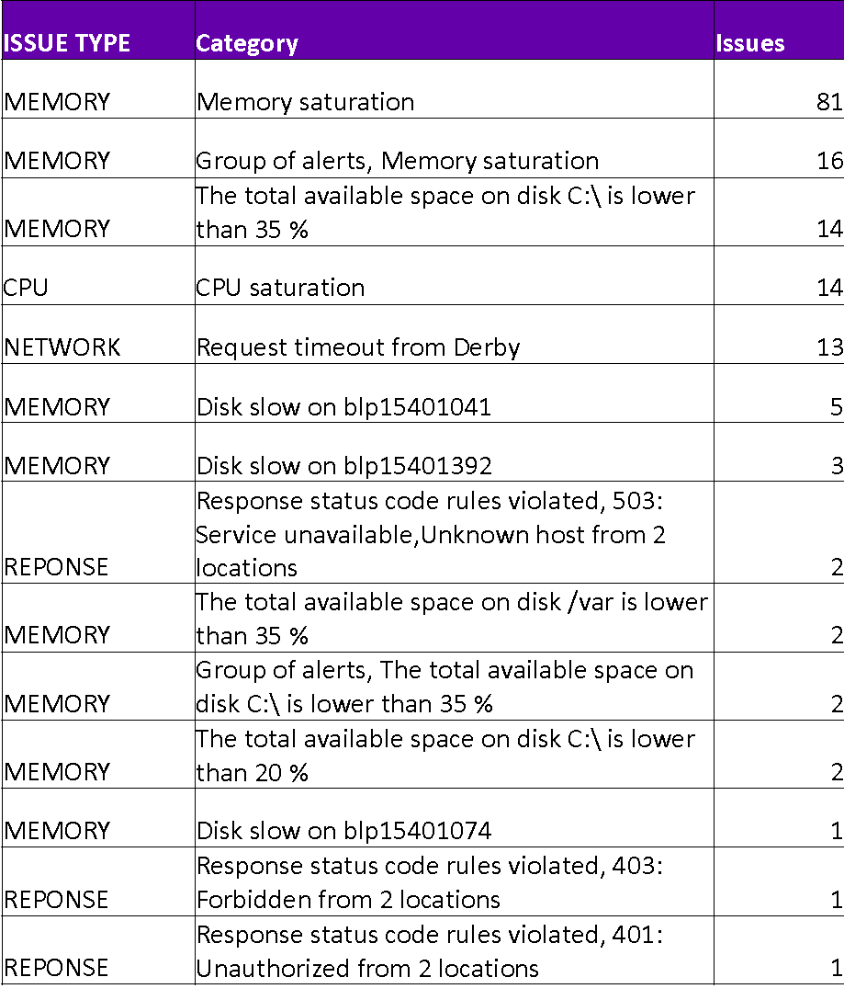 ISSUE TYPE Category Issues
MEMORY Memory saturation 81
MEMORY Group of alerts, Memory saturation 16
The total available space on disk C:\ is lower
MEMORY than 35 % 14
CPU CPU saturation 14
NETWORK Request timeout from Derby 13
MEMORY Disk slow on blp15401041 5
MEMORY Disk slow on blp15401392 3
Response status code rules violated, 503:
Service unavailable,Unknown host from 2
REPONSE locations 2
The total available space on disk /var is lower
MEMORY than 35 % 2
Group of alerts, The total available space on
MEMORY disk C:\ is lower than 35 % 2
The total available space on disk C:\ is lower
MEMORY than 20 % 2
MEMORY Disk slow on blp15401074 1
Response status code rules violated, 403:
REPONSE Forbidden from 2 locations 1
Response status code rules violated, 401:
REPONSE Unauthorized from 2 locations 1